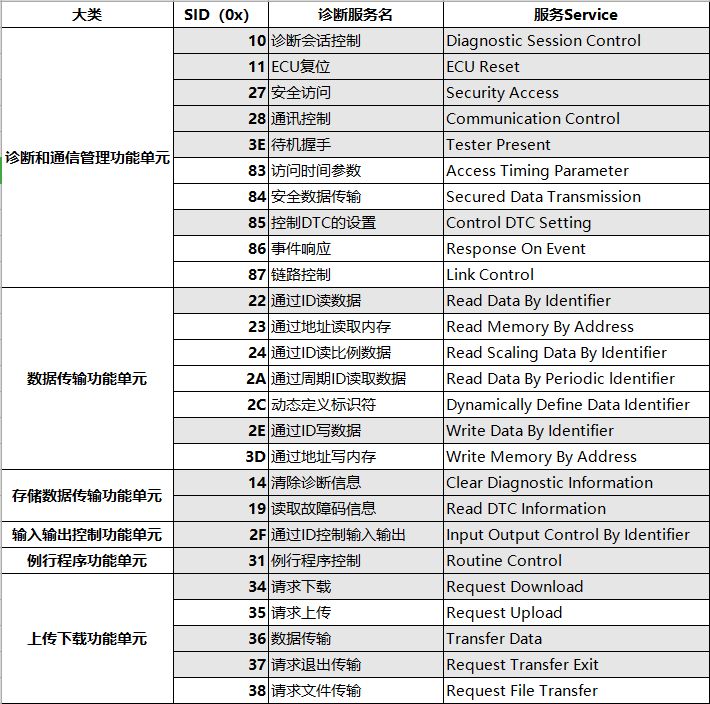 大类 SID（0x） 诊断服务名 服务Service
诊断和通信管理功能单元
10 诊断会话控制 Diagnostic Session Control
11 ECU复位 ECU Reset
27 安全访问 Security Access
28 通讯控制 Communication Control
3E 待机握手 Tester Present
83 访问时间参数 Access Timing Parameter
84 安全数据传输 Secured Data Transmission
85 控制DTC的设置 Control DTC Setting
86 事件响应 Response On Event
87 链路控制 Link Control
数据传输功能单元
22 通过ID读数据 Read Data By Identifier
23 通过地址读取内存 Read Memory By Address
24 通过ID读比例数据 Read Scaling Data By Identifier
2A 通过周期ID读取数据 Read Data By Periodic ldentifier
2C 动态定义标识符 Dynamically Define Data Identifier
2E 通过ID写数据 Write Data By Identifier
3D 通过地址写内存 Write Memory By Address
存储数据传输功能单元
14 清除诊断信息 Clear Diagnostic Information
19 读取故障码信息 Read DTC Information
输入输出控制功能单元 2F 通过ID控制输入输出 Input Output Control By Identifier
例行程序功能单元 31 例行程序控制 Routine Control
上传下载功能单元
34 请求下载 Request Download
35 请求上传 Request Upload
36 数据传输 Transfer Data
37 请求退出传输 Request Transfer Exit
38 请求文件传输 Request File Transfer